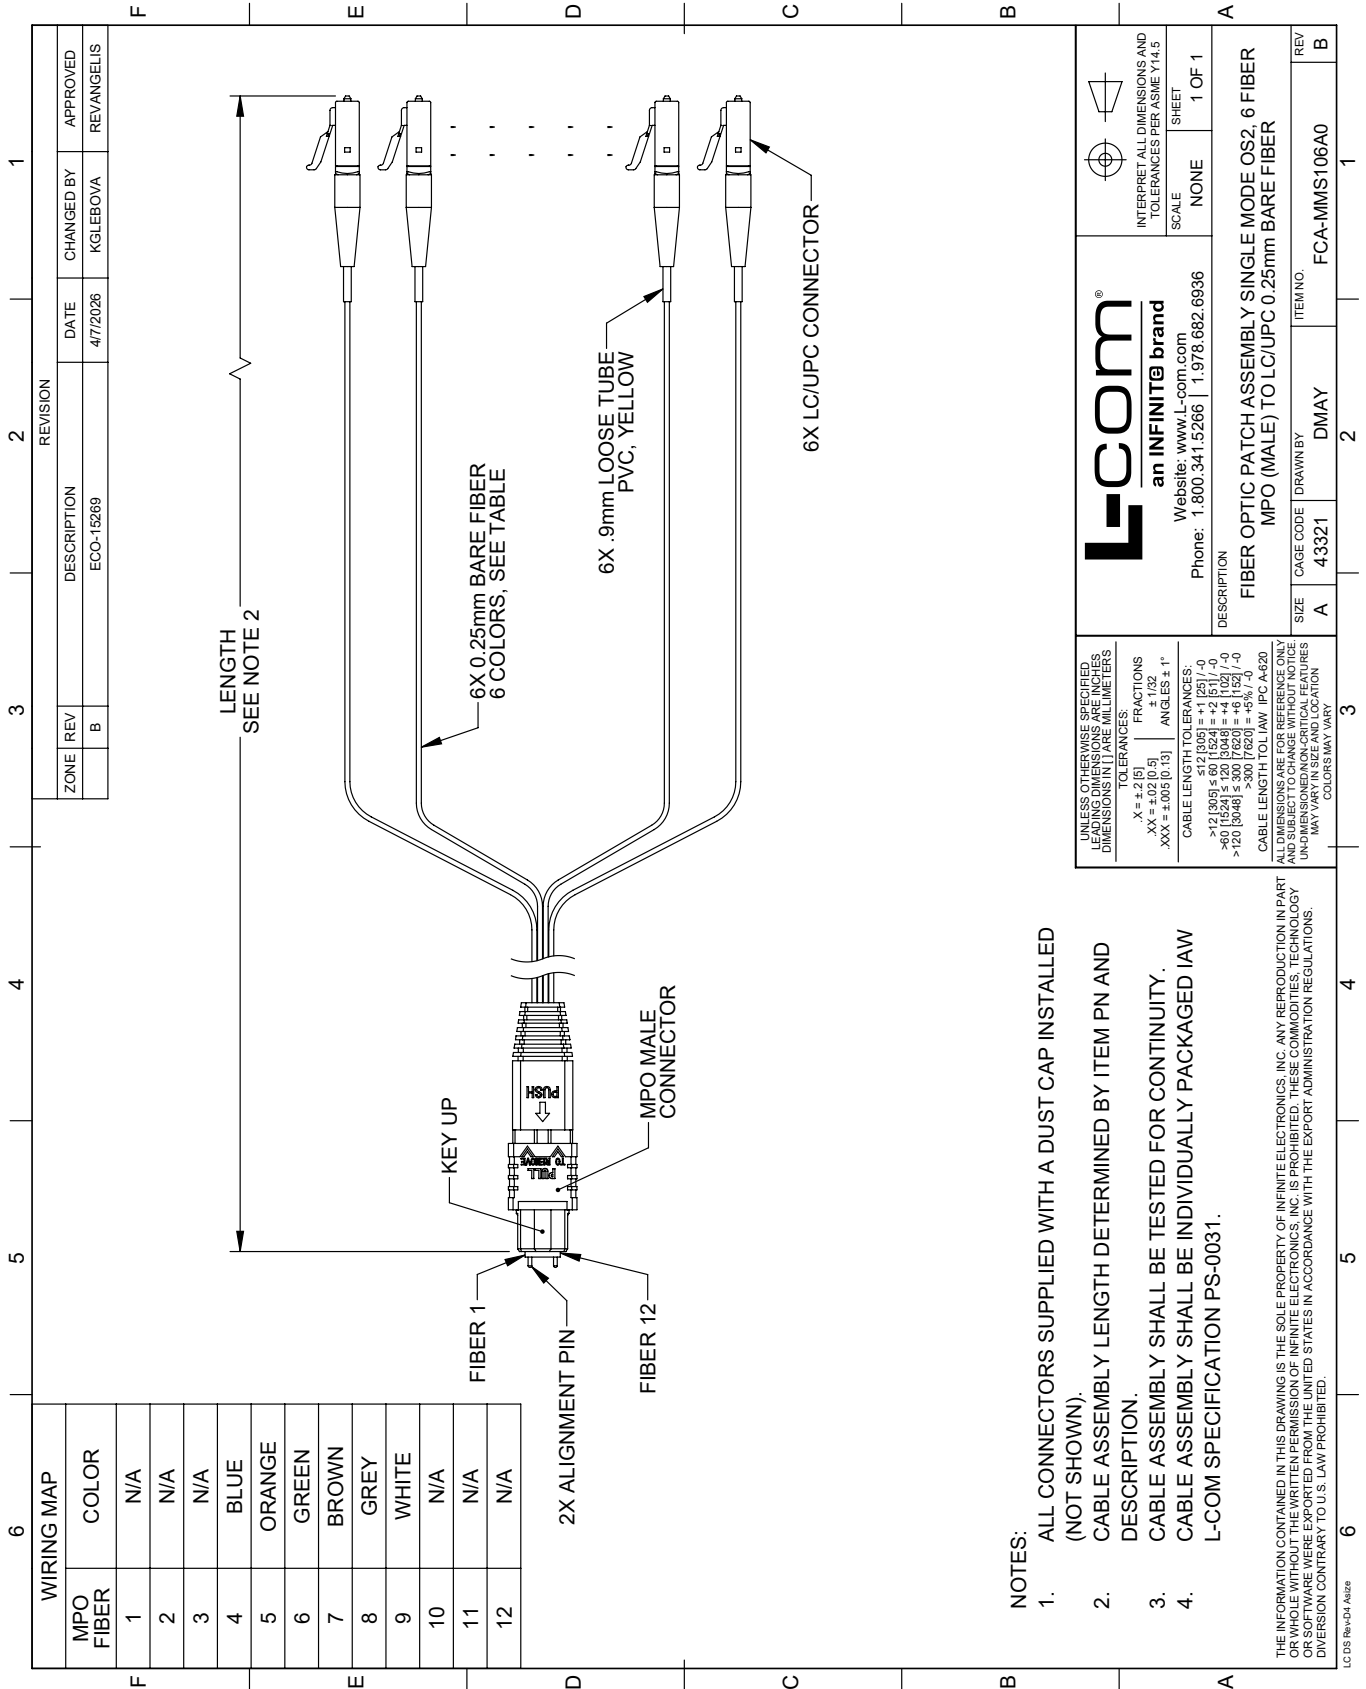 6
5
4
3
2
1
F
E
D
C
B
A
REVISION
ZONE REV DESCRIPTION DATE CHANGED BY APPROVED
B ECO-15269 4/7/2026 KGLEBOVA REVANGELIS
WIRING MAP
MPO FIBER COLOR
1 N/A
2 N/A
3 N/A
4 BLUE
5 ORANGE
6 GREEN
7 BROWN
8 GREY
9 WHITE
10 N/A
11 N/A
12 N/A
LENGTH
SEE NOTE 2
FIBER 1
2X ALIGNMENT PIN
FIBER 12
KEY UP
PULL
TO REMOVE
PUSH
MPO MALE
CONNECTOR
6X 0.25mm BARE FIBER
6 COLORS, SEE TABLE
6X .9mm LOOSE TUBE
PVC, YELLOW
6X LC/UPC CONNECTOR
NOTES:
1. ALL CONNECTORS SUPPLIED WITH A DUST CAP INSTALLED
(NOT SHOWN).
2. CABLE ASSEMBLY LENGTH DETERMINED BY ITEM PN AND
DESCRIPTION.
3. CABLE ASSEMBLY SHALL BE TESTED FOR CONTINUITY.
4. CABLE ASSEMBLY SHALL BE INDIVIDUALLY PACKAGED IAW
L-COM SPECIFICATION PS-0031.
THE INFORMATION CONTAINED IN THIS DRAWING IS THE SOLE PROPERTY OF INFINITE ELECTRONICS, INC. ANY REPRODUCTION IN PART
OR WHOLE WITHOUT THE WRITTEN PERMISSION OF INFINITE ELECTRONICS, INC. IS PROHIBITED. THESE COMMODITIES, TECHNOLOGY
OR SOFTWARE WERE EXPORTED FROM THE UNITED STATES IN ACCORDANCE WITH THE EXPORT ADMINISTRATION REGULATIONS.
DIVERSION CONTRARY TO U.S. LAW PROHIBITED.
UNLESS OTHERWISE SPECIFIED
LEADING DIMENSIONS ARE INCHES
DIMENSIONS IN [ ] ARE MILLIMETERS
TOLERANCES:
.X = ±.2 [5] FRACTIONS
.XX = ±.02 [0.5] ± 1/32
.XXX = ±.005 [0.13] ANGLES ± 1°
CABLE LENGTH TOLERANCES:
≤12 [305] = +1 [25] / -0
>12 [305] ≤ 60 [1524] = +2 [51] / -0
>60 [1524] ≤ 120 [3048] = +4 [102] / -0
>120 [3048] ≤ 300 [7620] = +6 [152] / -0
>300 [7620] = +5% / -0
CABLE LENGTH TOL IAW IPC A-620
ALL DIMENSIONS ARE FOR REFERENCE ONLY
AND SUBJECT TO CHANGE WITHOUT NOTICE.
UN-DIMENSIONED/NON-CRITICAL FEATURES
MAY VARY IN SIZE AND LOCATION
COLORS MAY VARY
L-com®
an INFINITe brand
Website: www.L-com.com
Phone: 1.800.341.5266 | 1.978.682.6936
INTERPRET ALL DIMENSIONS AND
TOLERANCES PER ASME Y14.5
SCALE NONE
SHEET 1 OF 1
DESCRIPTION
FIBER OPTIC PATCH ASSEMBLY SINGLE MODE OS2, 6 FIBER
MPO (MALE) TO LC/UPC 0.25mm BARE FIBER
SIZE CAGE CODE DRAWN BY ITEM NO. REV
A 43321 DMAY FCA-MMS106A0 B
6
5
4
3
2
1
F
E
D
C
B
A
LC DS Rev-D4 Asize